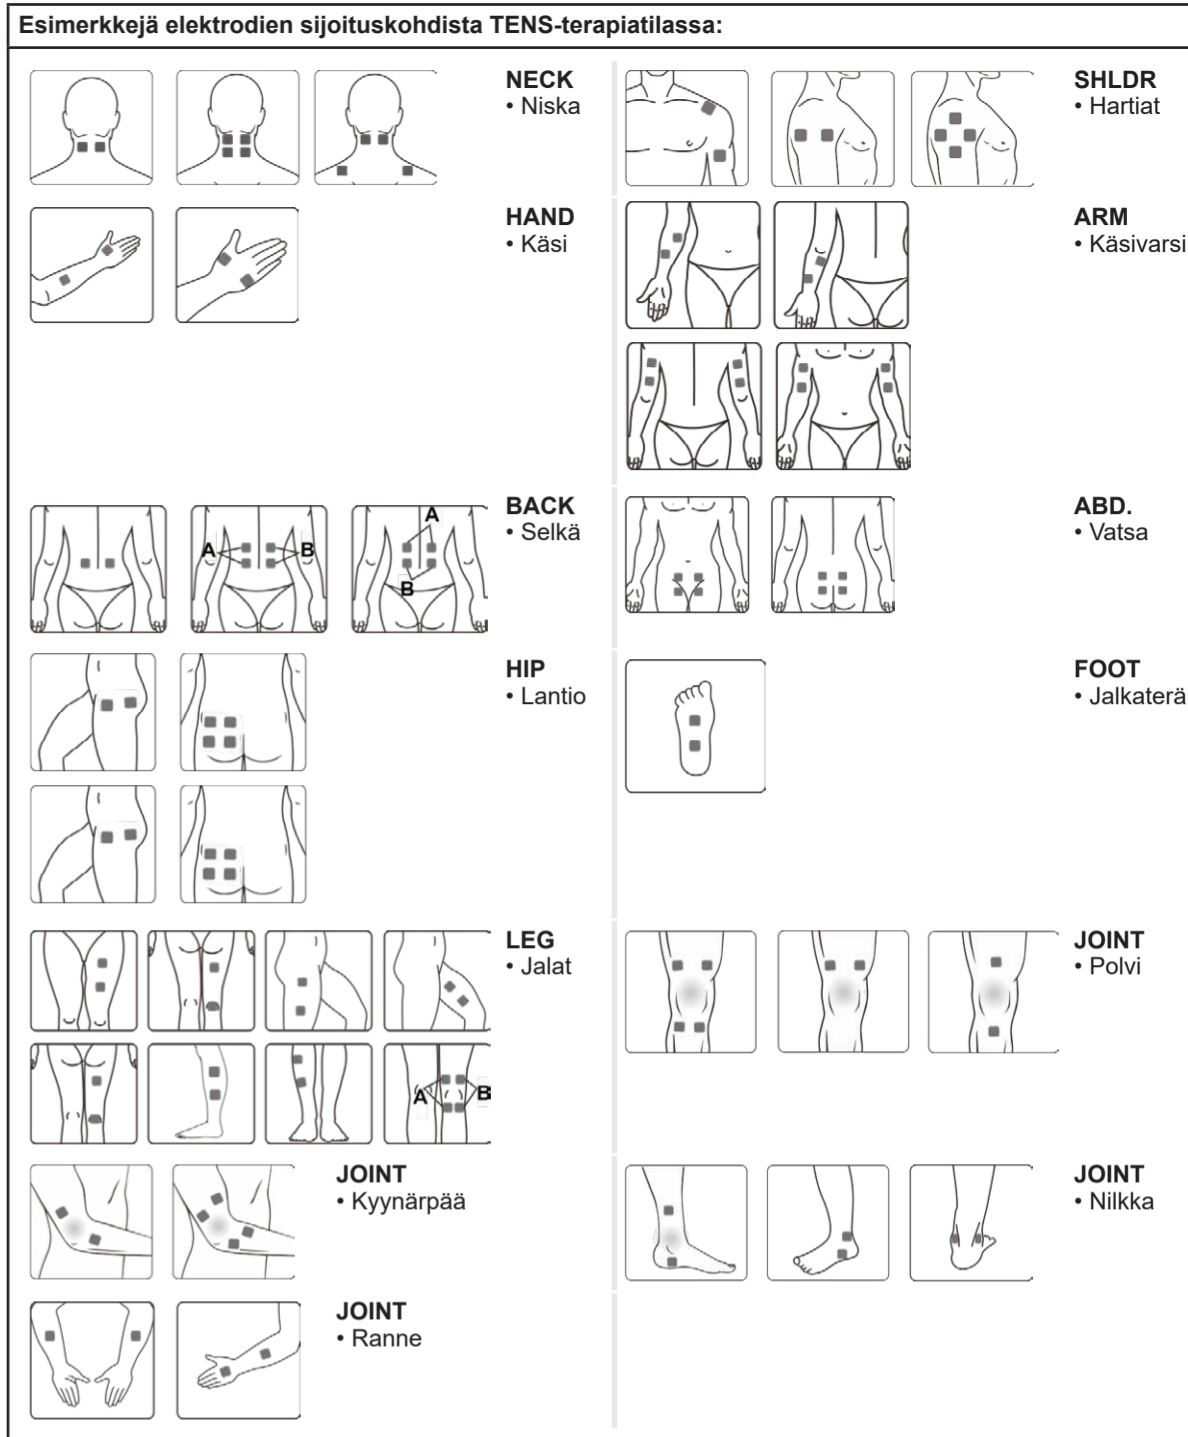 Esimerkkejä elektrodien sijoituskohdista TENS-terapiatilassa:
NECK
• Niska
SHLDR
• Hartiat
HAND
• Käsi
ARM
• Käsivarsi
BACK
• Selkä
A
B
A
B
ABD.
• Vatsa
HIP
• Lantio
FOOT
• Jalkaterä
LEG
• Jalat
A
B
JOINT
• Polvi
JOINT
• Kyynärpää
JOINT
• Nilkka
JOINT
• Ranne